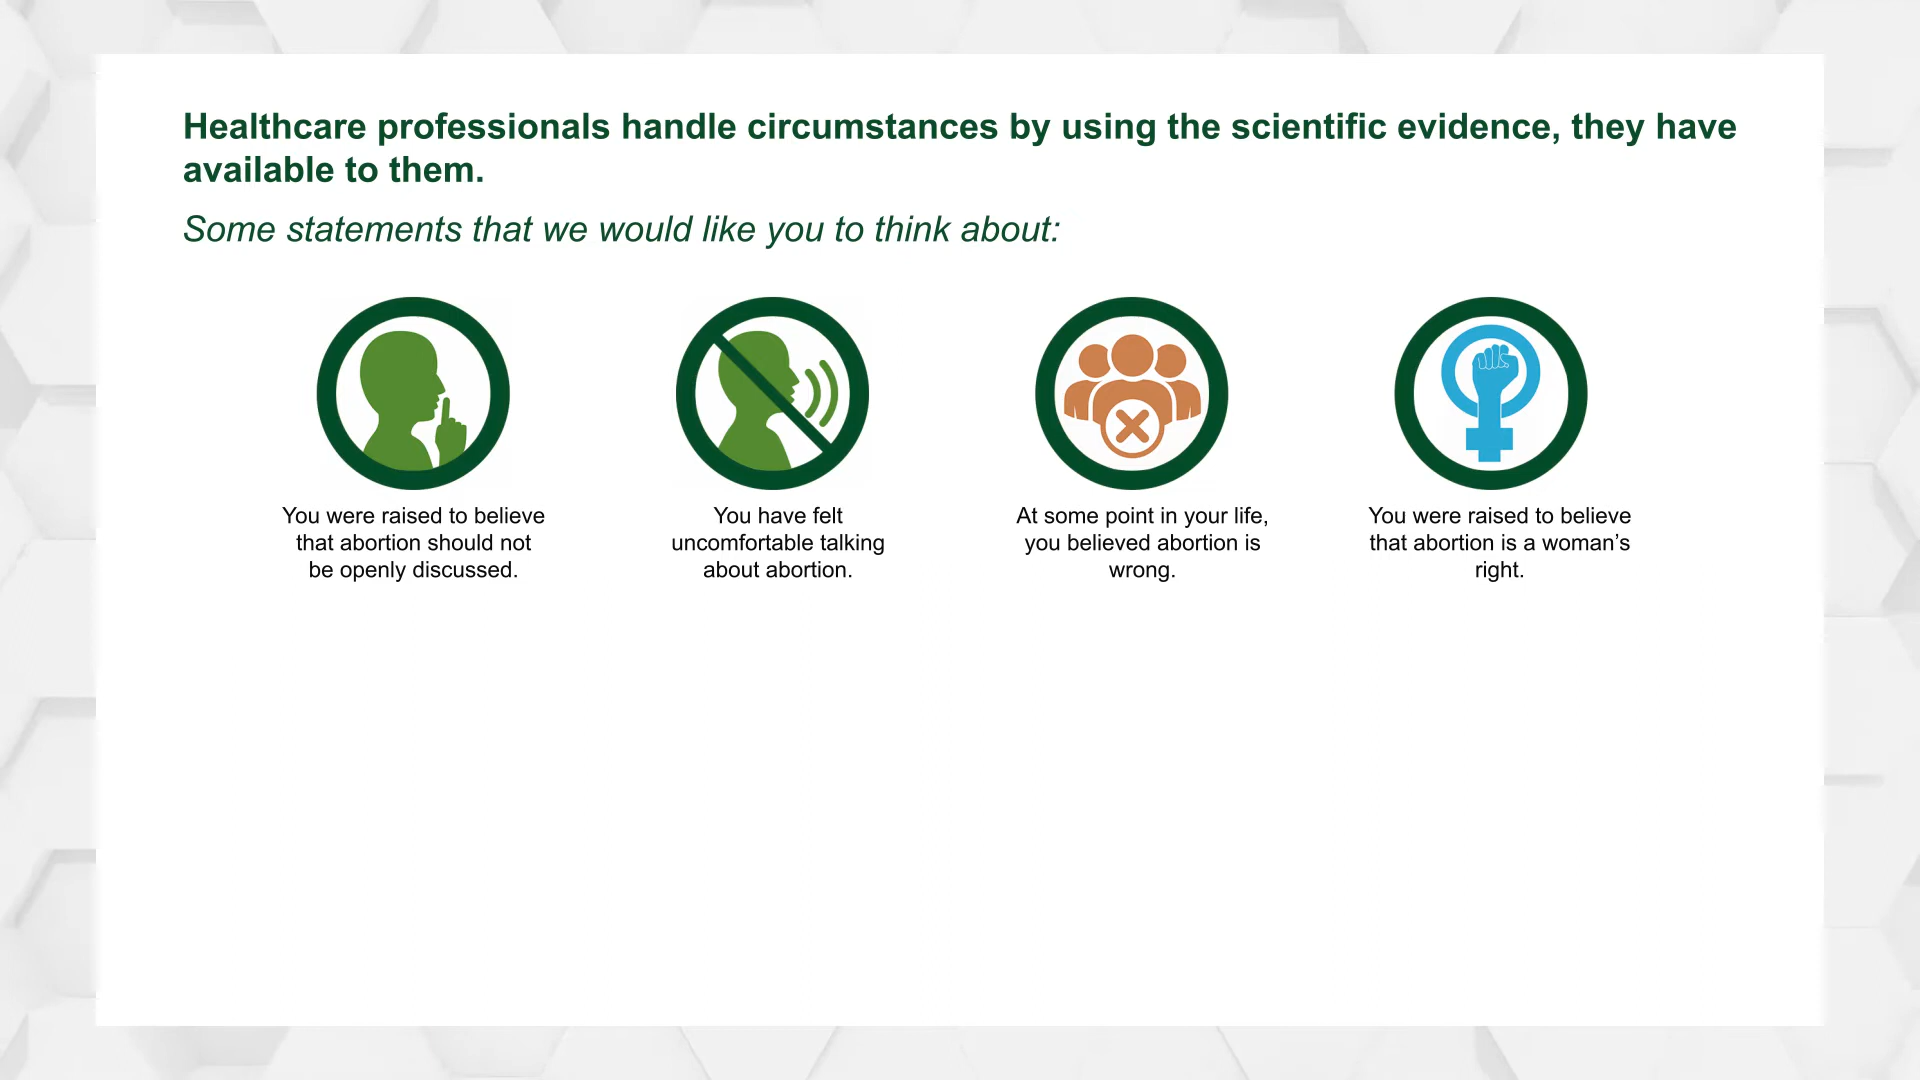 Healthcare professionals handle circumstances by using the scientific evidence, they have
available to them.
Some statements that we would like you to think about:
You were raised to believe
that abortion should not
be openly discussed.
You have felt
uncomfortable talking
about abortion.
At some point in your life,
you believed abortion is
wrong.
You were raised to believe
that abortion is a woman’s
right.